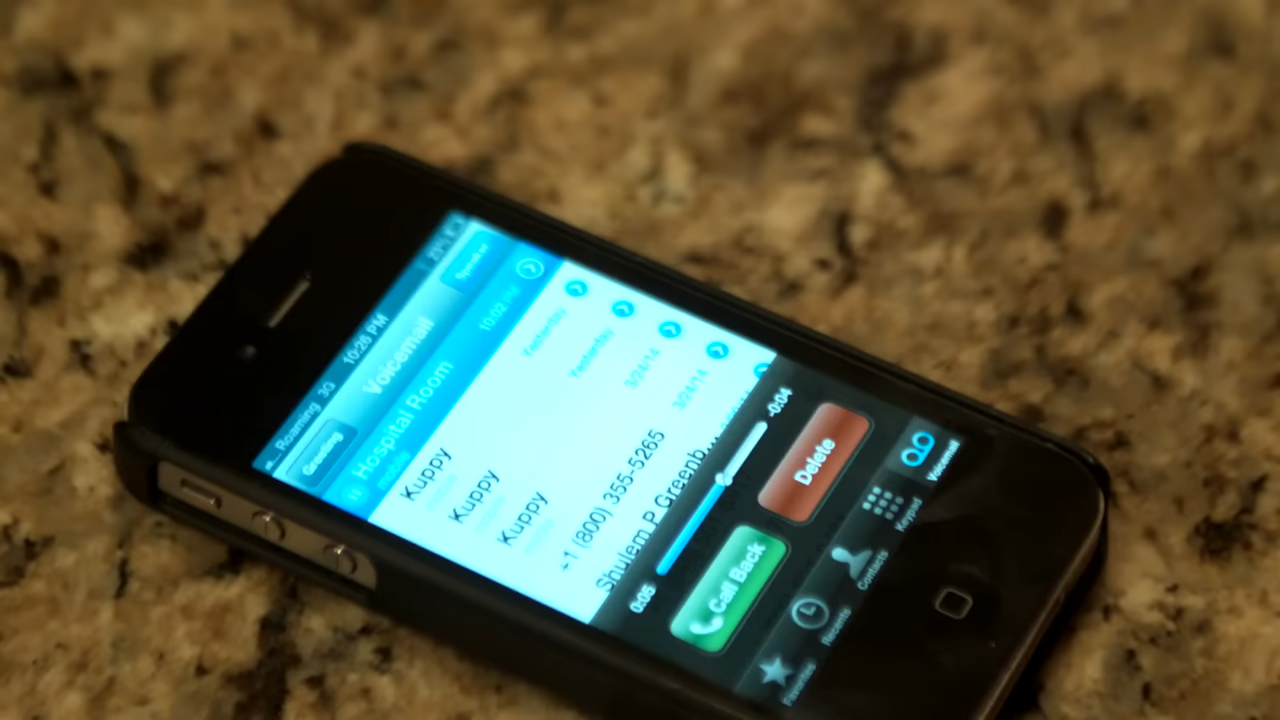 Roaming 3G 10:26 PM
Greeting Voicemail Speaker
Hospital Room 10:02 PM
mobile
Kuppy Yesterday
Kuppy Yesterday
Kuppy 3/24/14
+1 (800) 355-5265 3/24/14
Shulem P Greenb...
0:05 -0:04
Call Back Delete
Favorites Recents Contacts Keypad Voicemail